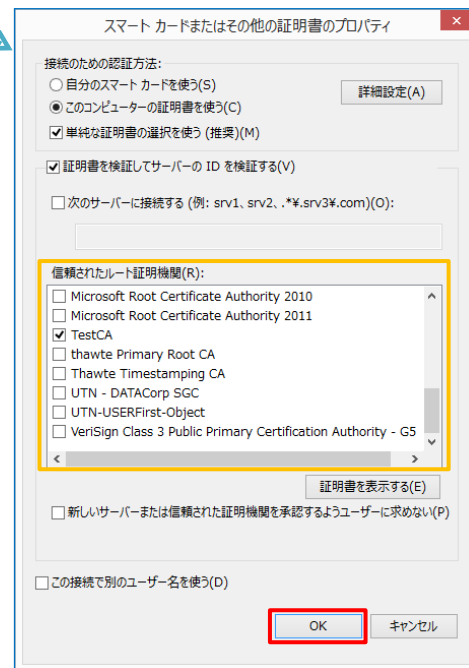 スマート カードまたはその他の証明書のプロパティ
接続のための認証方法:
自分のスマート カードを使う(S)
詳細設定(A)
このコンピューターの証明書を使う(C)
単純な証明書の選択を使う (推奨)(M)
証明書を検証してサーバーの ID を検証する(V)
次のサーバーに接続する (例: srv1、srv2、.*¥.srv3¥.com)(O):
信頼されたルート証明機関(R):
Microsoft Root Certificate Authority 2010
Microsoft Root Certificate Authority 2011
TestCA
thawte Primary Root CA
Thawte Timestamping CA
UTN - DATACorp SGC
UTN-USERFirst-Object
VeriSign Class 3 Public Primary Certification Authority - G5
証明書を表示する(E)
新しいサーバーまたは信頼された証明機関を承認するようユーザーに求めない(P)
この接続で別のユーザー名を使う(D)
OK
キャンセル